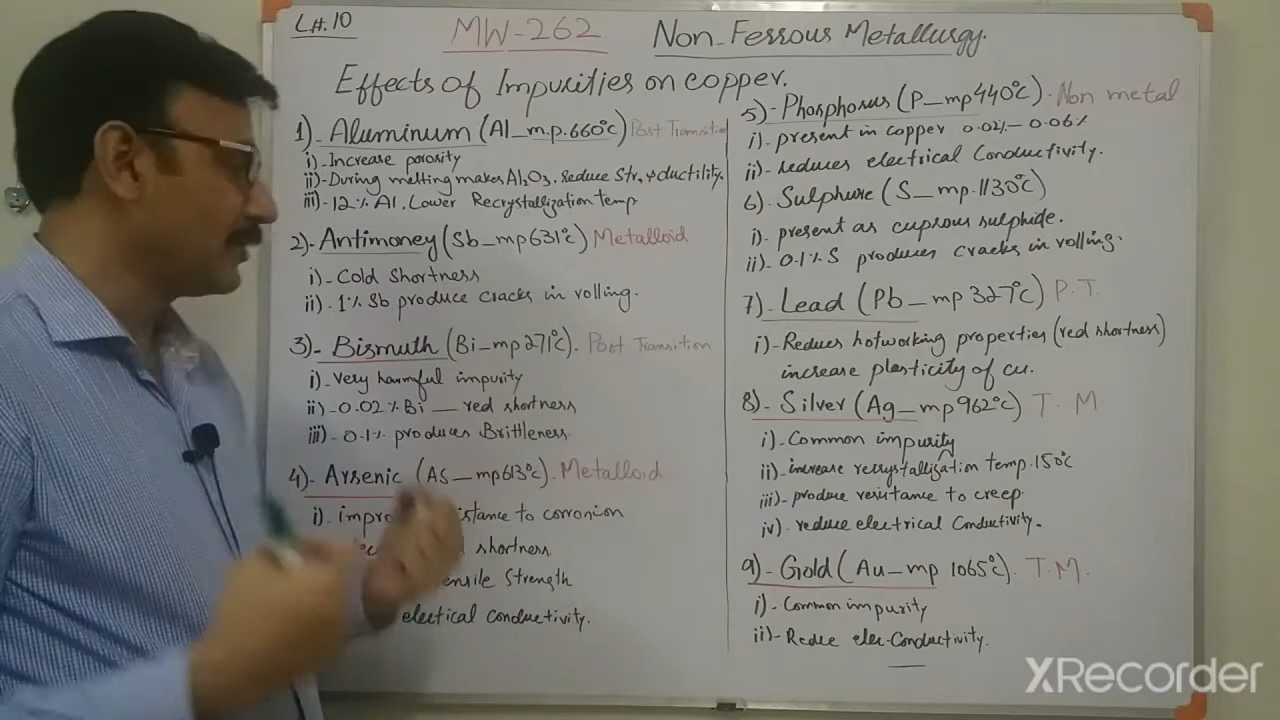 L#.10
MW-262 Non-Ferrous Metallurgy.
Effects of Impurities on copper.
1)- Aluminum (Al_m.p.660°C) Post Transition
i)-Increase porosity
ii)-During melting makes Al2O3. Reduce Str. & ductility.
iii)-12% Al. Lower Recrystallization temp
2)- Antimoney (Sb_mp631°C) Metalloid
i)-Cold Shortness
ii)-1% Sb produce cracks in rolling.
3)- Bizmuth (Bi_mp271°C). Post Transition
i)-very harmful impurity
ii)-0.02% Bi _ red shortness
iii)-0.1% produces Brittleness
4)- Arsenic (AS_mp613°C). Metalloid
i)-impro istance to corrosion
shortness
ensile Strength
electical conductivity.
5)-Phosphorus (P_mp440°C). Non metal
i)-present in copper 0.02%-0.06%
ii)-reduces electrical Conductivity.
6)-Sulphure (S_mp.1130°C)
i)-present as cuprous sulphide.
ii)-0.1% S produces cracks in rolling.
7)-Lead (Pb_mp 327°C) P.T.
i)-Reduces hotworking properties (red shortness)
increase plasticity of cu.
8)-Silver (Ag_mp962°C) T.M
i)-Common impurity
ii)-increase recrystallization temp.150°C
iii)-produce resistance to creep.
iv)-reduce electrical Conductivity.
9)-Gold (Au_mp 1065°C). T.M.
i)-Common impurity
ii)-Reduce elec-Conductivity.
XRecorder